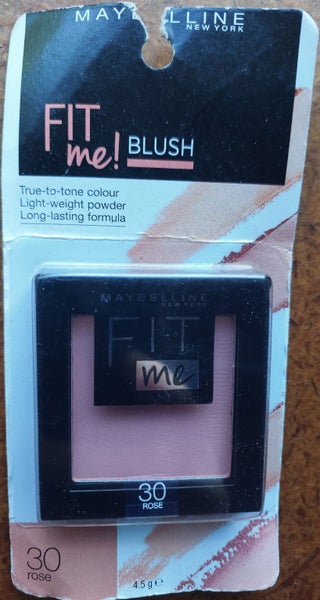 MAYBELLINE
NEW YORK
FIT
me! BLUSH
True-to-tone colour
Light-weight powder
Long-lasting formula
MAYBELLINE
NEW YORK
FIT
me
30
ROSE
30
rose
4.5 g e